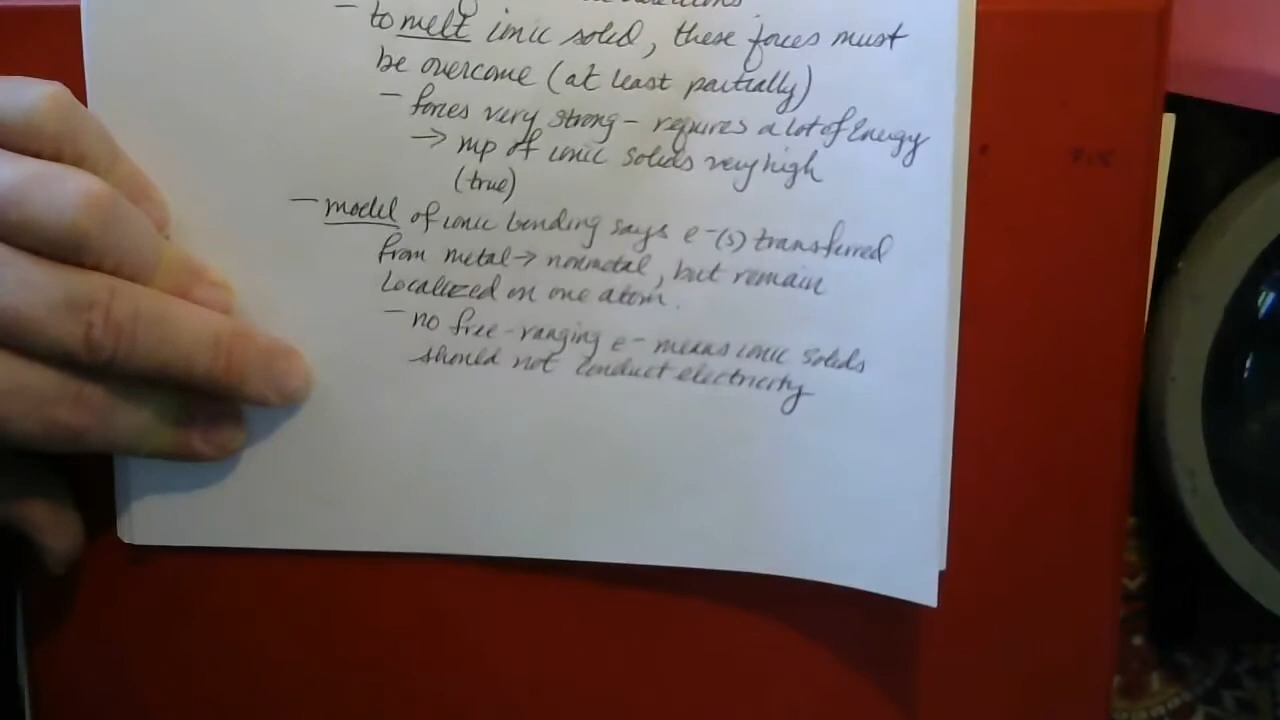 – to melt ionic solid, these forces must
be overcome (at least partially)
– forces very strong – requires a lot of Energy
→ mp of ionic solids very high
(true)
– model of ionic bonding says e-(s) transferred
from metal → nonmetal, but remain
Localized on one atom.
– no free-ranging e- means ionic solids
should not conduct electricity